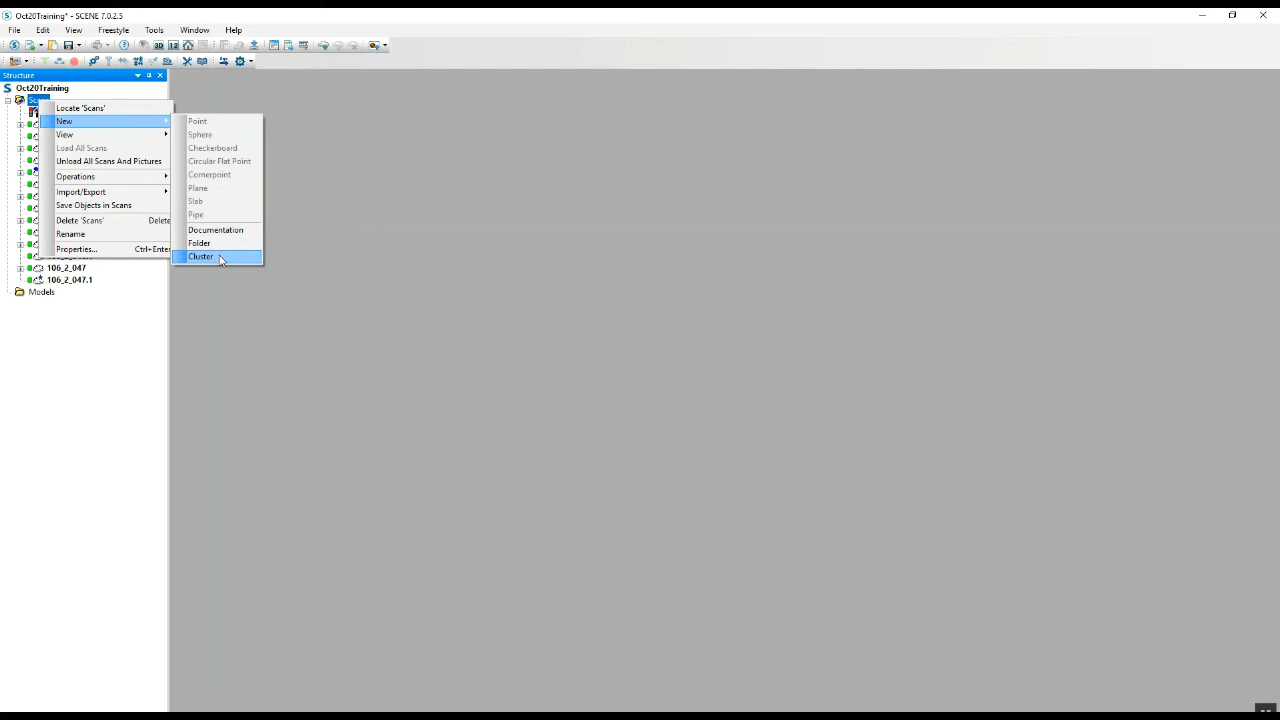 Oct20Training* - SCENE 7.0.2.5
File Edit View Freestyle Tools Window Help
Structure
Oct20Training
Locate 'Scans'
New
View
Load All Scans
Unload All Scans And Pictures
Operations
Import/Export
Save Objects in Scans
Delete 'Scans' Delete
Rename
Properties... Ctrl+Enter
Point
Sphere
Checkerboard
Circular Flat Point
Cornerpoint
Plane
Slab
Pipe
Documentation
Folder
Cluster
106_2_047
106_2_047.1
Models